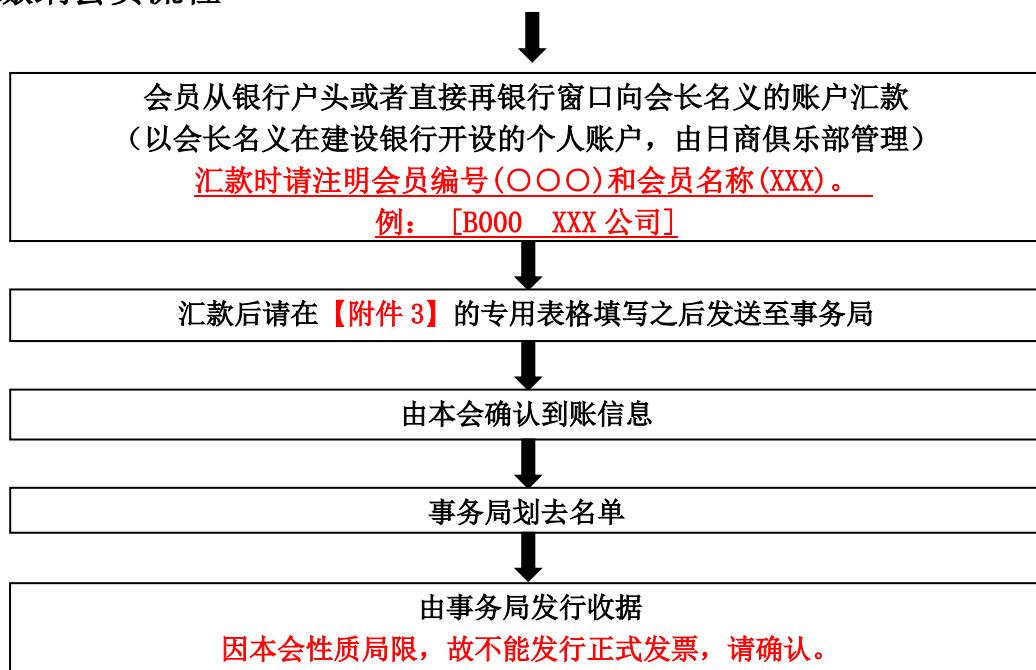 会员从银行户头或者直接再银行窗口向会长名义的账户汇款
（以会长名义在建设银行开设的个人账户，由日商俱乐部管理）
汇款时请注明会员编号(○○○)和会员名称(XXX)。
例： [B000 XXX 公司]
汇款后请在【附件 3】的专用表格填写之后发送至事务局
由本会确认到账信息
事务局划去名单
由事务局发行收据
因本会性质局限，故不能发行正式发票，请确认。